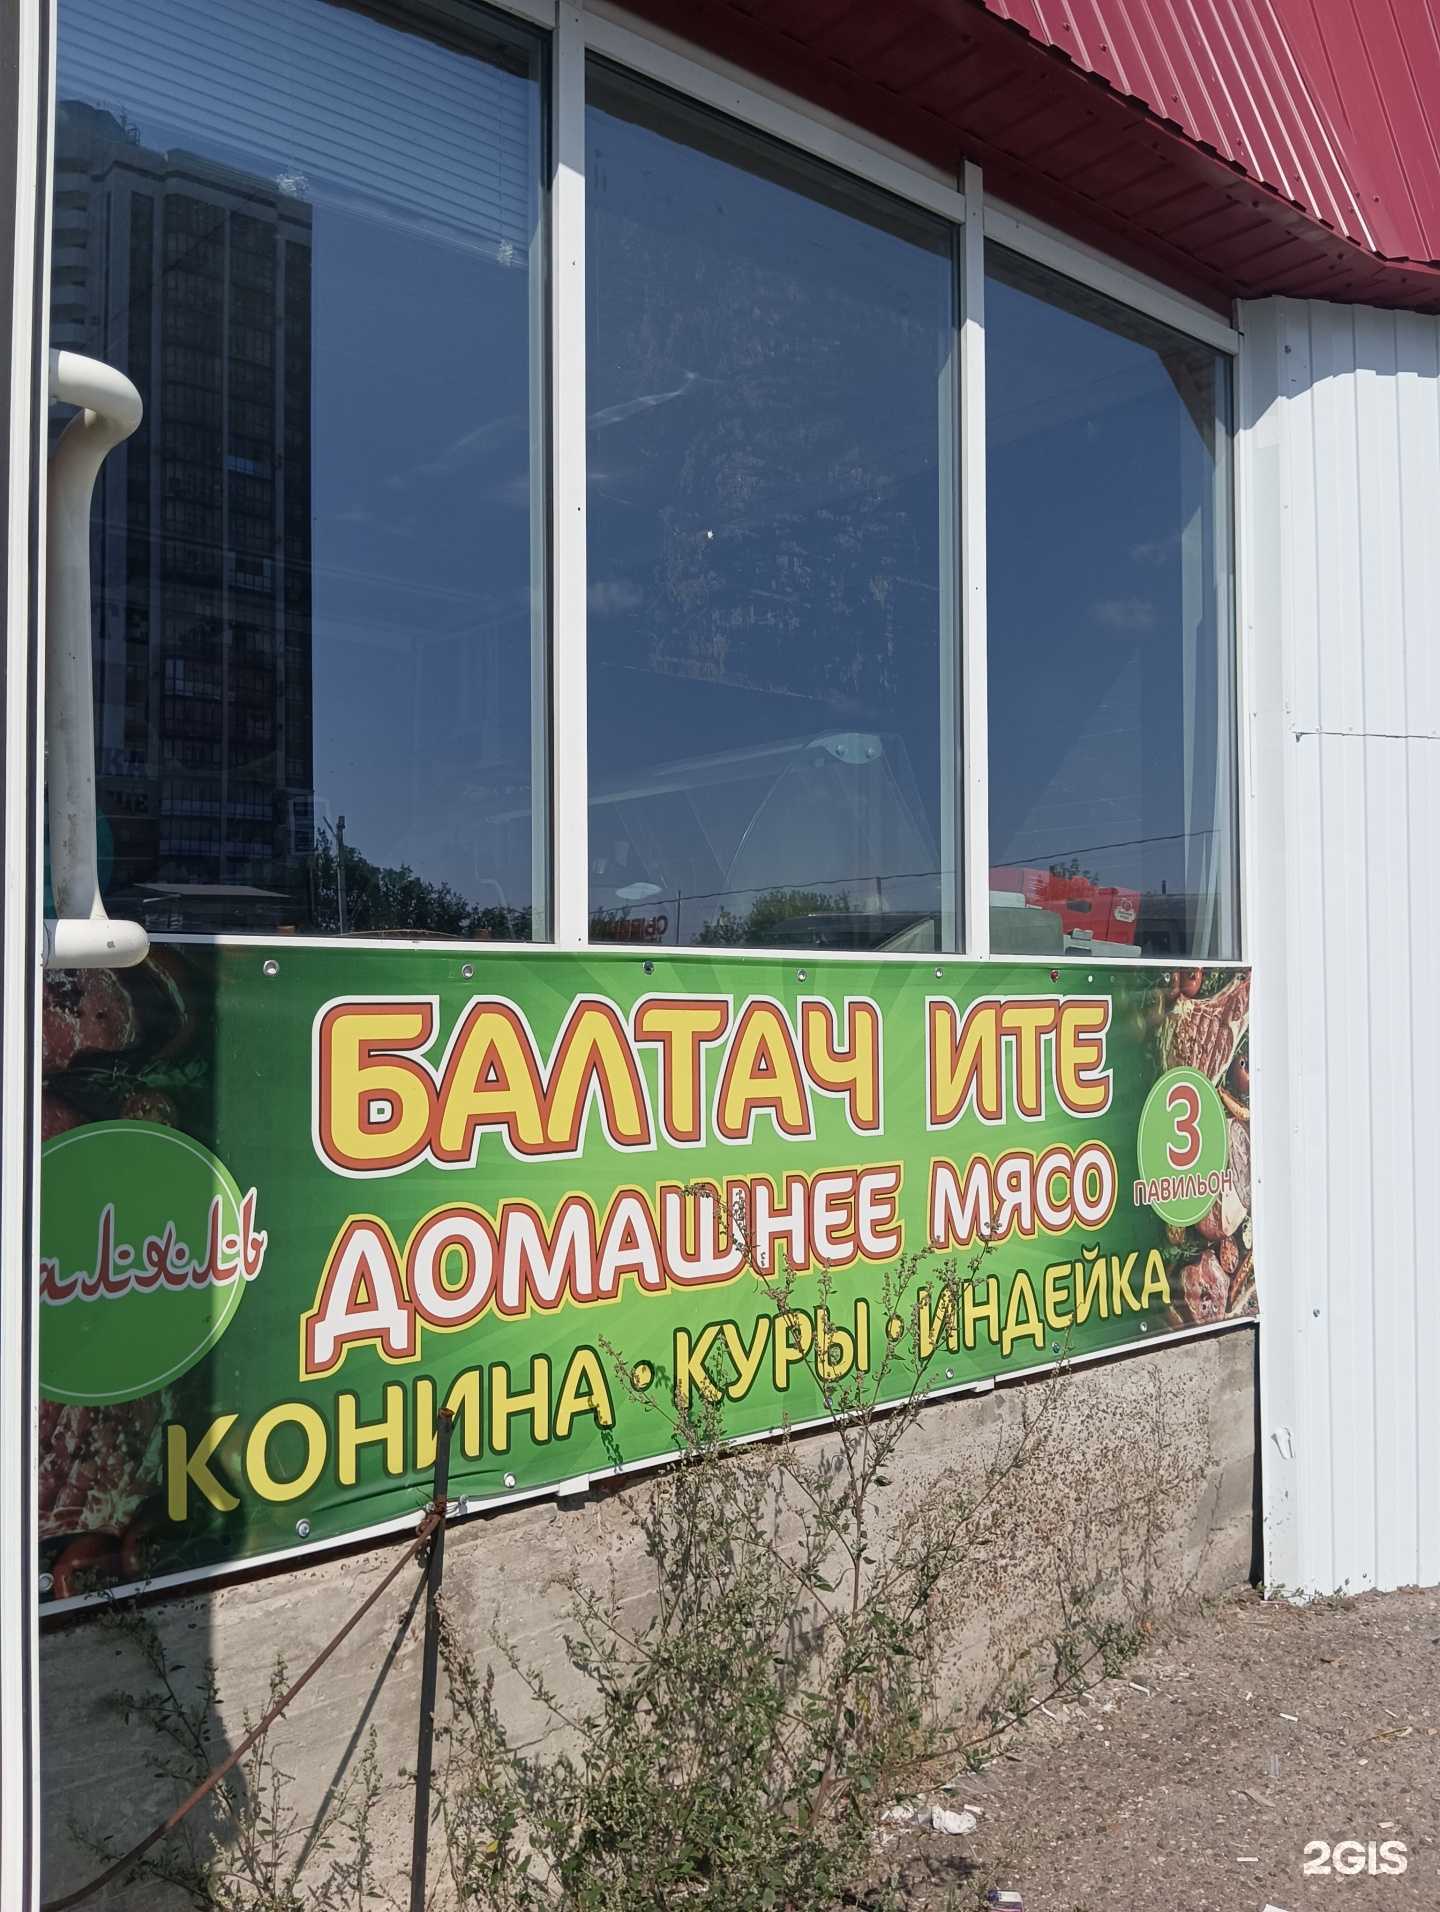 БАЛТАЧ ИТЕ
ДОМАШНЕЕ МЯСО
КОНИНА • КУРЫ • ИНДЕЙКА
3
ПАВИЛЬОН
2GIS